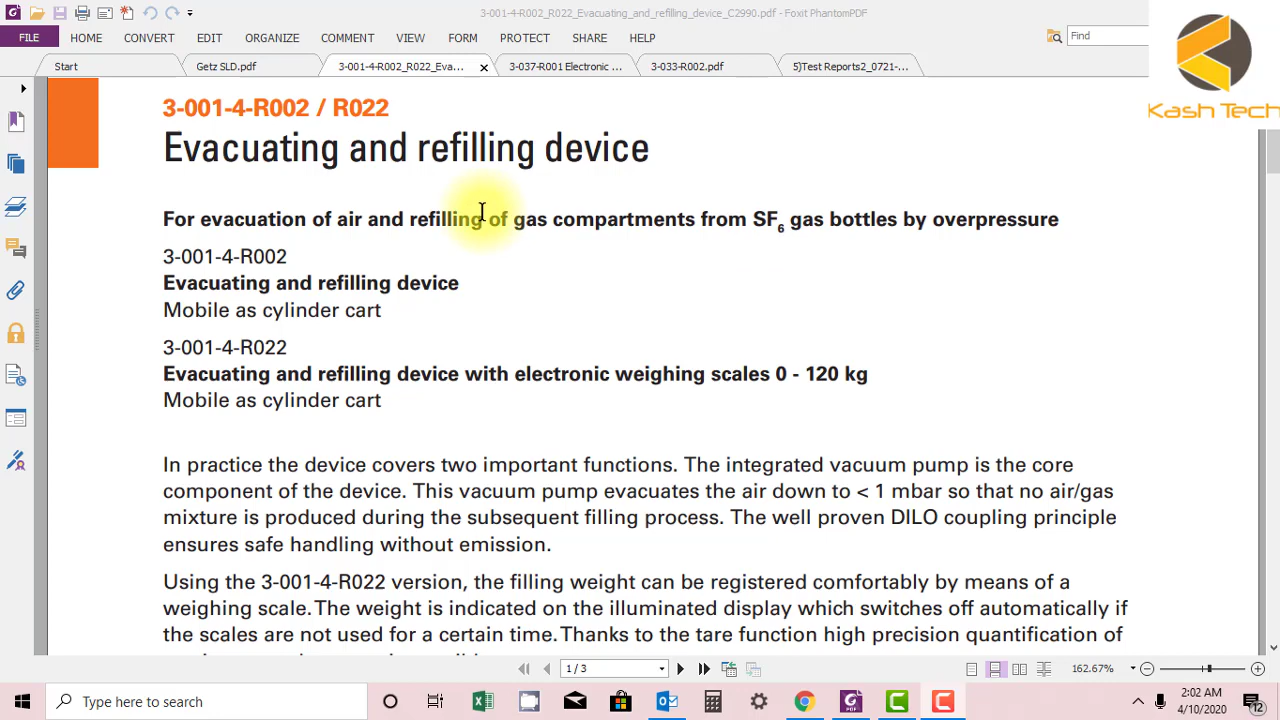 3-001-4-R002_R022_Evacuating_and_refilling_device_C2990.pdf - Foxit PhantomPDF
FILE HOME CONVERT EDIT ORGANIZE COMMENT VIEW FORM PROTECT SHARE HELP Find
Start Getz SLD.pdf 3-001-4-R002_R022_Eva... 3-037-R001 Electronic ... 3-033-R002.pdf 5)Test Reports2_0721-...
Kash Tech
3-001-4-R002 / R022
Evacuating and refilling device
For evacuation of air and refilling of gas compartments from SF6 gas bottles by overpressure
3-001-4-R002
Evacuating and refilling device
Mobile as cylinder cart
3-001-4-R022
Evacuating and refilling device with electronic weighing scales 0 - 120 kg
Mobile as cylinder cart
In practice the device covers two important functions. The integrated vacuum pump is the core
component of the device. This vacuum pump evacuates the air down to < 1 mbar so that no air/gas
mixture is produced during the subsequent filling process. The well proven DILO coupling principle
ensures safe handling without emission.
Using the 3-001-4-R022 version, the filling weight can be registered comfortably by means of a
weighing scale. The weight is indicated on the illuminated display which switches off automatically if
the scales are not used for a certain time. Thanks to the tare function high precision quantification of
1 / 3
162.67%
Type here to search
2:02 AM
4/10/2020
12